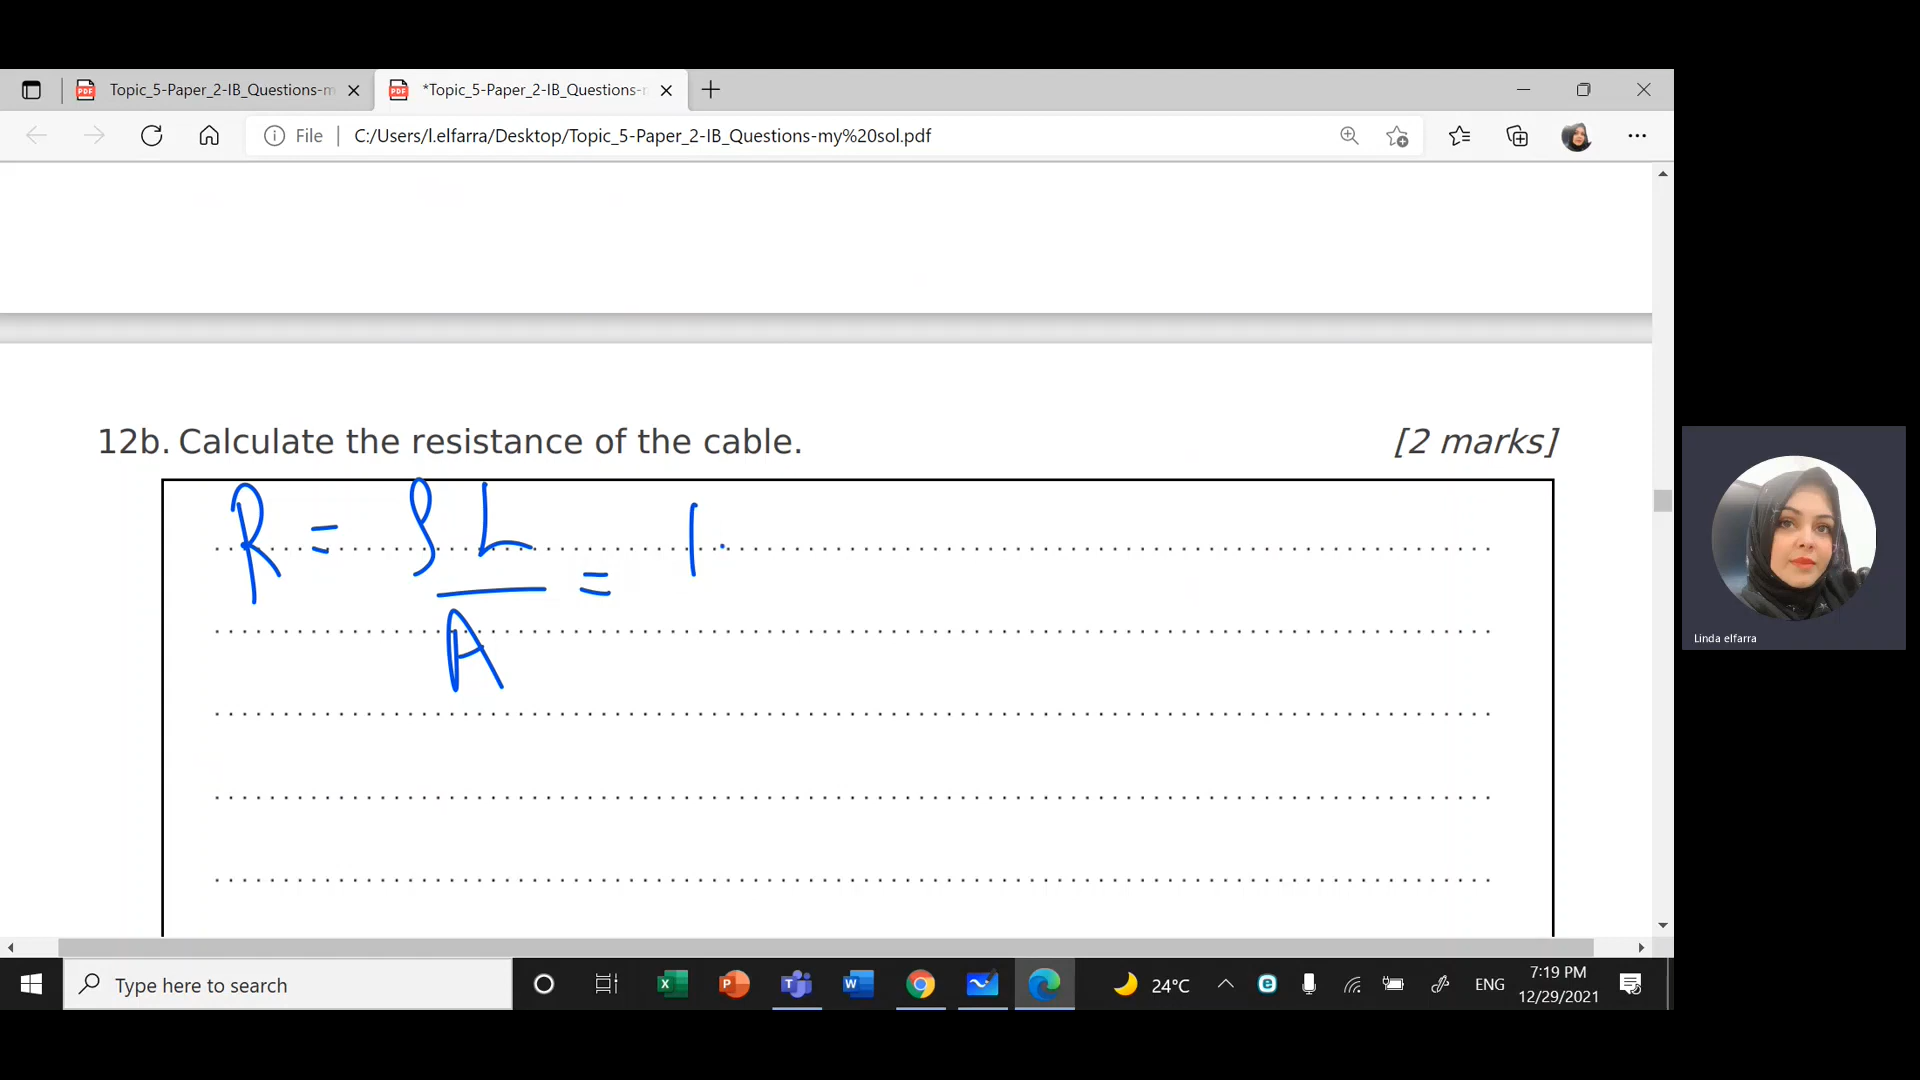 Topic_5-Paper_2-IB_Questions-m
*Topic_5-Paper_2-IB_Questions-
File
C:/Users/l.elfarra/Desktop/Topic_5-Paper_2-IB_Questions-my%20sol.pdf
12b. Calculate the resistance of the cable. [2 marks]
R = ρ L / A = 1.
Linda elfarra
Type here to search
24°C
ENG
7:19 PM
12/29/2021